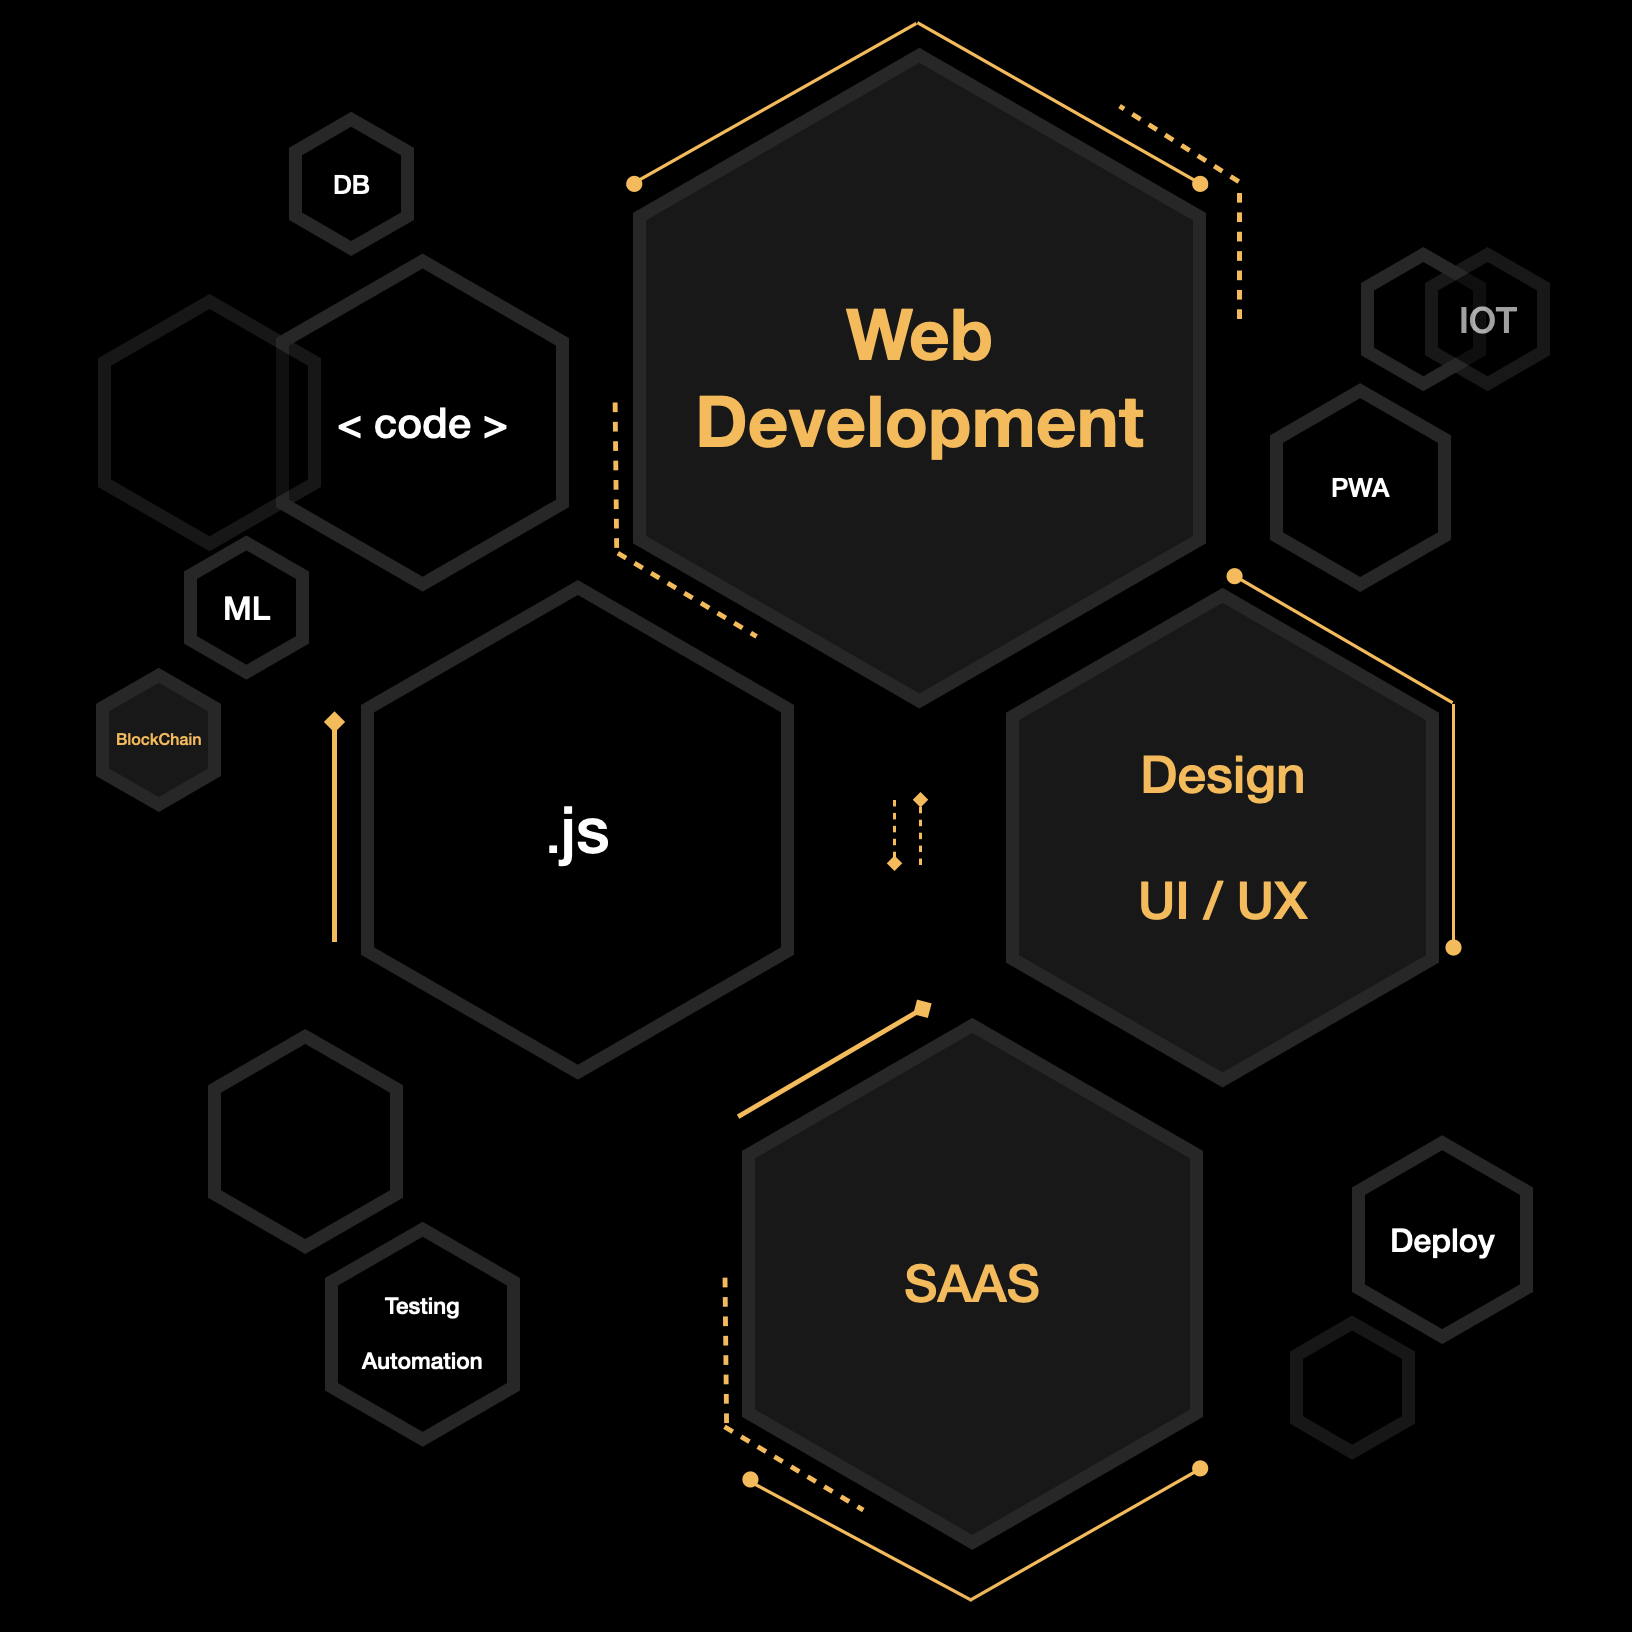 DB
Web
Development
IOT
< code >
PWA
ML
BlockChain
.js
Design
UI / UX
Deploy
SAAS
Testing
Automation